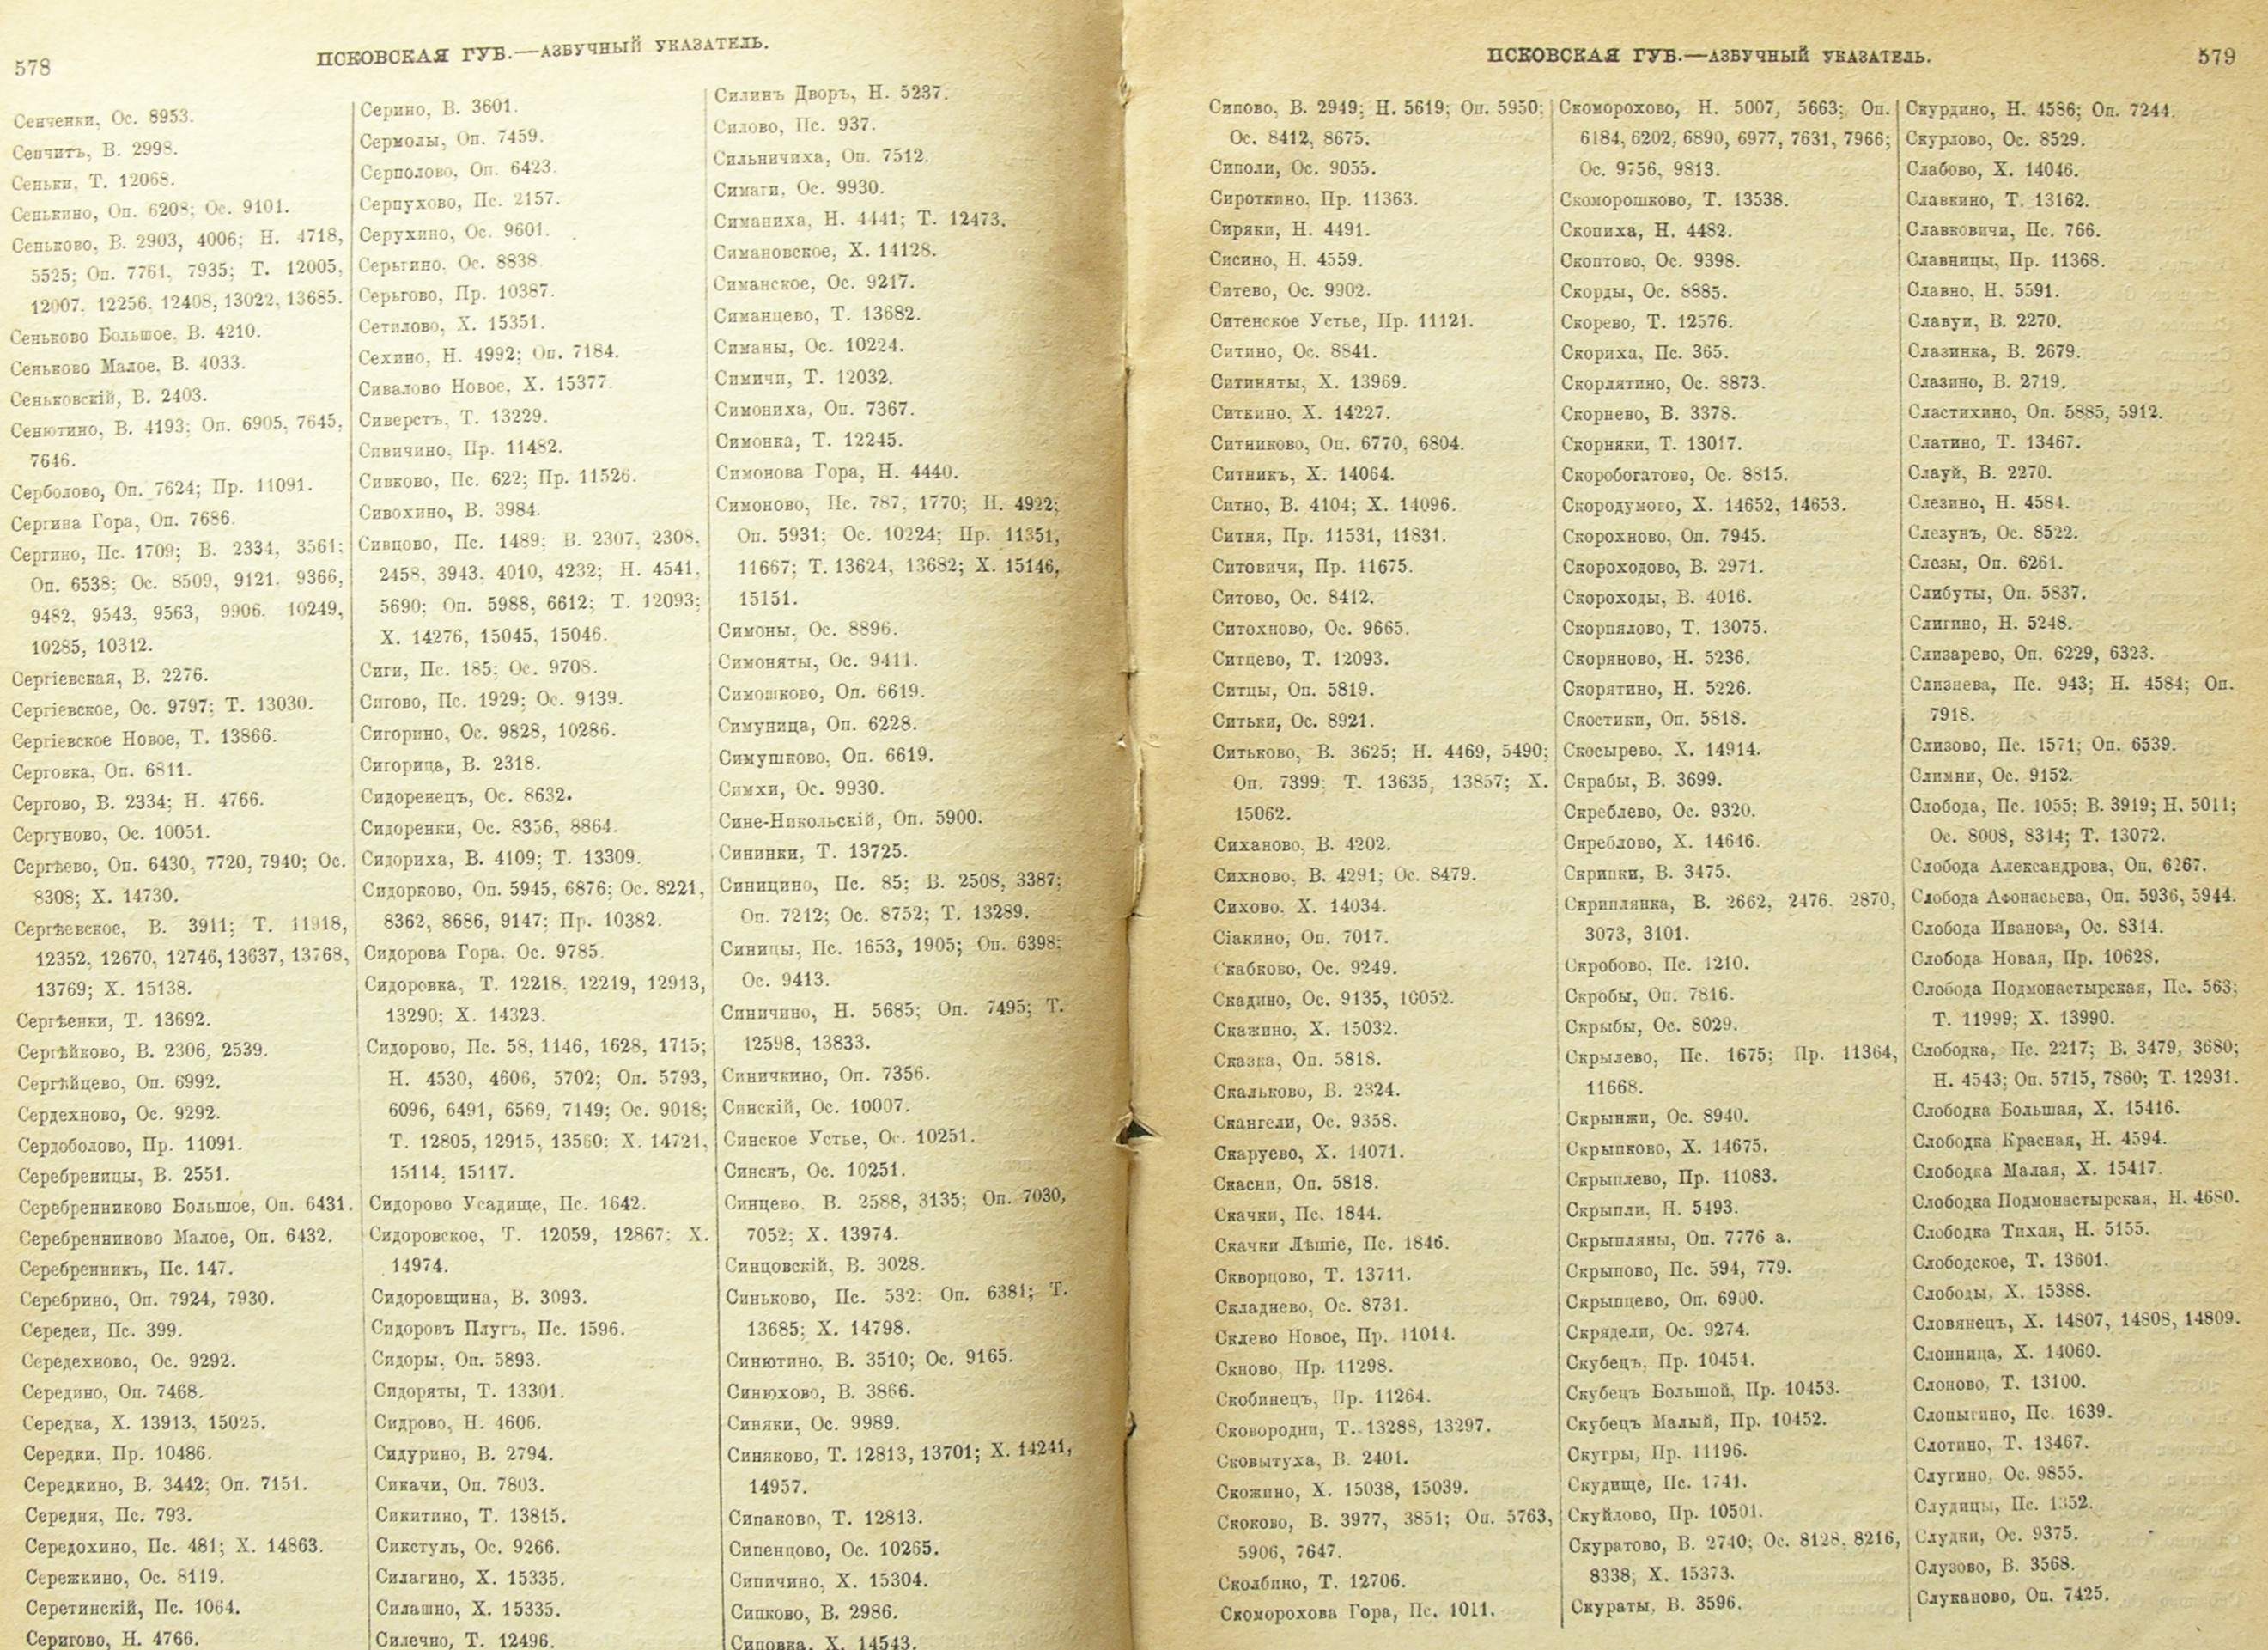 578
ПСКОВСКАЯ ГУБ.—АЗБУЧНЫЙ УКАЗАТЕЛЬ.
Сенченки, Ос. 8953.
Сенчитъ, В. 2998.
Сеньки, Т. 12068.
Сенькино, Оп. 6208; Ос. 9101.
Сеньково, В. 2903, 4006; Н. 4718,
5525; Оп. 7761, 7935; Т. 12005,
12007, 12256, 12408, 13022, 13685.
Сеньково Большое, В. 4210.
Сеньково Малое, В. 4033.
Сеньковскій, В. 2403.
Сенютино, В. 4193; Оп. 6905, 7645,
7646.
Серболово, Оп. 7624; Пр. 11091.
Сергина Гора, Оп. 7686.
Сергино, Пс. 1709; В. 2334, 3561;
Оп. 6538; Ос. 8509, 9121, 9366,
9482, 9543, 9563, 9906, 10249,
10285, 10312.
Сергіевская, В. 2276.
Сергіевское, Ос. 9797; Т. 13030.
Сергіевское Новое, Т. 13866.
Серговка, Оп. 6811.
Сергово, В. 2334; Н. 4766.
Сергуново, Ос. 10051.
Сергѣево, Оп. 6430, 7720, 7940; Ос.
8308; Х. 14730.
Сергѣевское, В. 3911; Т. 11918,
12352, 12670, 12746, 13637, 13768,
13769; Х. 15138.
Сергѣенки, Т. 13692.
Сергѣйково, В. 2306, 2539.
Сергѣйцево, Оп. 6992.
Сердехново, Ос. 9292.
Сердоболово, Пр. 11091.
Серебреницы, В. 2551.
Серебренниково Большое, Оп. 6431.
Серебренниково Малое, Оп. 6432.
Серебренникъ, Пс. 147.
Серебрино, Оп. 7924, 7930.
Середеи, Пс. 399.
Середехново, Ос. 9292.
Середино, Оп. 7468.
Середка, Х. 13913, 15025.
Середки, Пр. 10486.
Середкино, В. 3442; Оп. 7151.
Середня, Пс. 793.
Середохино, Пс. 481; Х. 14863.
Сережкино, Ос. 8119.
Серетинскій, Пс. 1064.
Серигово, Н. 4766.
Серино, В. 3601.
Сермолы, Оп. 7459.
Серполово, Оп. 6423.
Серпухово, Пс. 2157.
Серухино, Ос. 9601.
Серьгино, Ос. 8838.
Серьгово, Пр. 10387.
Сетилово, Х. 15351.
Сехино, Н. 4992; Оп. 7184.
Сивалово Новое, Х. 15377.
Сиверстъ, Т. 13229.
Сивичино, Пр. 11482.
Сивково, Пс. 622; Пр. 11526.
Сивохино, В. 3984.
Сивцово, Пс. 1489; В. 2307, 2308,
2458, 3943, 4010, 4232; Н. 4541,
5690; Оп. 5988, 6612; Т. 12093;
Х. 14276, 15045, 15046.
Сиги, Пс. 185; Ос. 9708.
Сигово, Пс. 1929; Ос. 9139.
Сигорино, Ос. 9828, 10286.
Сигорица, В. 2318.
Сидоренецъ, Ос. 8632.
Сидоренки, Ос. 8356, 8864.
Сидориха, В. 4109; Т. 13309.
Сидорково, Оп. 5945, 6876; Ос. 8221,
8362, 8686, 9147; Пр. 10382.
Сидорова Гора. Ос. 9785.
Сидоровка, Т. 12218, 12219, 12913,
13290; Х. 14323.
Сидорово, Пс. 58, 1146, 1628, 1715;
Н. 4530, 4606, 5702; Оп. 5793,
6096, 6491, 6569, 7149; Ос. 9018;
Т. 12805, 12915, 13560; Х. 14721,
15114, 15117.
Сидорово Усадище, Пс. 1642.
Сидоровское, Т. 12059, 12867; Х.
14974.
Сидоровщина, В. 3093.
Сидоровъ Плугъ, Пс. 1596.
Сидоры, Оп. 5893.
Сидоряты, Т. 13301.
Сидрово, Н. 4606.
Сидурино, В. 2794.
Сикачи, Оп. 7803.
Сикитино, Т. 13815.
Сикстуль, Ос. 9266.
Силагино, Х. 15335.
Силашно, Х. 15335.
Силечно, Т. 12496.
Силинъ Дворъ, Н. 5237.
Силово, Пс. 937.
Сильничиха, Оп. 7512.
Симаги, Ос. 9930.
Симаниха, Н. 4441; Т. 12473.
Симановское, Х. 14128.
Симанское, Ос. 9217.
Симанцево, Т. 13682.
Симаны, Ос. 10224.
Симичи, Т. 12032.
Симониха, Оп. 7367.
Симонка, Т. 12245.
Симонова Гора, Н. 4440.
Симоново, Пс. 787, 1770; Н. 4922;
Оп. 5931; Ос. 10224; Пр. 11351,
11667; Т. 13624, 13682; Х. 15146,
15151.
Симоны, Ос. 8896.
Симоняты, Ос. 9411.
Симошково, Оп. 6619.
Симуница, Оп. 6228.
Симушково, Оп. 6619.
Симхи, Ос. 9930.
Сине-Никольскій, Оп. 5900.
Сининки, Т. 13725.
Синицино, Пс. 85; В. 2508, 3387;
Оп. 7212; Ос. 8752; Т. 13289.
Синицы, Пс. 1653, 1905; Оп. 6398;
Ос. 9413.
Синичино, Н. 5685; Оп. 7495; Т.
12598, 13833.
Синичкино, Оп. 7356.
Синскій, Ос. 10007.
Синское Устье, Ос. 10251.
Синскъ, Ос. 10251.
Синцево, В. 2588, 3135; Оп. 7030,
7052; Х. 13974.
Синцовскій, В. 3028.
Синьково, Пс. 532; Оп. 6381; Т.
13685; Х. 14798.
Синютино, В. 3510; Ос. 9165.
Синюхово, В. 3866.
Синяки, Ос. 9989.
Синяково, Т. 12813, 13701; Х. 14241,
14957.
Сипаково, Т. 12813.
Сипенцово, Ос. 10265.
Сипичино, Х. 15304.
Сипково, В. 2986.
Сиповка, Х. 14543.
ПСКОВСКАЯ ГУБ.—АЗБУЧНЫЙ УКАЗАТЕЛЬ.
579
Сипово, В. 2949; Н. 5619; Оп. 5950;
Ос. 8412, 8675.
Сиполи, Ос. 9055.
Сироткино, Пр. 11363.
Сиряки, Н. 4491.
Сисино, Н. 4559.
Ситево, Ос. 9902.
Ситенское Устье, Пр. 11121.
Ситино, Ос. 8841.
Ситиняты, Х. 13969.
Ситкино, Х. 14227.
Ситниково, Оп. 6770, 6804.
Ситникъ, Х. 14064.
Ситно, В. 4104; Х. 14096.
Ситня, Пр. 11531, 11831.
Ситовичи, Пр. 11675.
Ситово, Ос. 8412.
Ситохново, Ос. 9665.
Ситцево, Т. 12093.
Ситцы, Оп. 5819.
Ситьки, Ос. 8921.
Ситьково, В. 3625; Н. 4469, 5490;
Оп. 7399; Т. 13635, 13857; Х.
15062.
Сиханово, В. 4202.
Сихново, В. 4291; Ос. 8479.
Сихово, Х. 14034.
Сіакино, Оп. 7017.
Скабково, Ос. 9249.
Скадино, Ос. 9135, 10052.
Скажино, Х. 15032.
Сказка, Оп. 5818.
Скальково, В. 2324.
Скангели, Ос. 9358.
Скаруево, Х. 14071.
Скасни, Оп. 5818.
Скачки, Пс. 1844.
Скачки Лѣшіе, Пс. 1846.
Скворцово, Т. 13711.
Складнево, Ос. 8731.
Склево Новое, Пр. 11014.
Скново, Пр. 11298.
Скобинецъ, Пр. 11264.
Сковородни, Т. 13288, 13297.
Сковытуха, В. 2401.
Скожино, Х. 15038, 15039.
Скоково, В. 3977, 3851; Оп. 5763,
5906, 7647.
Сколбино, Т. 12706.
Скоморохова Гора, Пс. 1011.
Скоморохово, Н. 5007, 5663; Оп.
6184, 6202, 6890, 6977, 7631, 7966;
Ос. 9756, 9813.
Скоморошково, Т. 13538.
Скопиха, Н. 4482.
Скоптово, Ос. 9398.
Скорды, Ос. 8885.
Скорево, Т. 12576.
Скориха, Пс. 365.
Скорлятино, Ос. 8873.
Скорнево, В. 3378.
Скорняки, Т. 13017.
Скоробогатово, Ос. 8815.
Скородумово, Х. 14652, 14653.
Скорохново, Оп. 7945.
Скороходово, В. 2971.
Скороходы, В. 4016.
Скорпялово, Т. 13075.
Скоряново, Н. 5236.
Скорятино, Н. 5226.
Скостики, Оп. 5818.
Скосырево, Х. 14914.
Скрабы, В. 3699.
Скреблево, Ос. 9320.
Скреблово, Х. 14646.
Скрипки, В. 3475.
Скриплянка, В. 2662, 2476, 2870,
3073, 3101.
Скробово, Пс. 1210.
Скробы, Оп. 7816.
Скрыбы, Ос. 8029.
Скрылево, Пс. 1675; Пр. 11364,
11668.
Скрынжи, Ос. 8940.
Скрыпково, Х. 14675.
Скрыплево, Пр. 11083.
Скрыпли, Н. 5493.
Скрыпляны, Оп. 7776 а.
Скрыпово, Пс. 594, 779.
Скрыпцево, Оп. 6900.
Скрядели, Ос. 9274.
Скубецъ, Пр. 10454.
Скубецъ Большой, Пр. 10453.
Скубецъ Малый, Пр. 10452.
Скугры, Пр. 11196.
Скудище, Пс. 1741.
Скуйлово, Пр. 10501.
Скуратово, В. 2740; Ос. 8128, 8216,
8338; Х. 15373.
Скураты, В. 3596.
Скурдино, Н. 4586; Оп. 7244.
Скурлово, Ос. 8529.
Слабово, Х. 14046.
Славкино, Т. 13162.
Славковичи, Пс. 766.
Славницы, Пр. 11368.
Славно, Н. 5591.
Славуи, В. 2270.
Слазинка, В. 2679.
Слазино, В. 2719.
Сластихино, Оп. 5885, 5912.
Слатино, Т. 13467.
Слауй, В. 2270.
Слезино, Н. 4584.
Слезунъ, Ос. 8522.
Слезы, Оп. 6261.
Слибуты, Оп. 5837.
Слигино, Н. 5248.
Слизарево, Оп. 6229, 6323.
Слизнева, Пс. 943; Н. 4584; Оп.
7918.
Слизово, Пс. 1571; Оп. 6539.
Слимни, Ос. 9152.
Слобода, Пс. 1055; В. 3919; Н. 5011;
Ос. 8008, 8314; Т. 13072.
Слобода Александрова, Оп. 6267.
Слобода Аѳонасьева, Оп. 5936, 5944.
Слобода Иванова, Ос. 8314.
Слобода Новая, Пр. 10628.
Слобода Подмонастырская, Пс. 563;
Т. 11999; Х. 13990.
Слободка, Пс. 2217; В. 3479, 3680;
Н. 4543; Оп. 5715, 7860; Т. 12931.
Слободка Большая, Х. 15416.
Слободка Красная, Н. 4594.
Слободка Малая, Х. 15417.
Слободка Подмонастырская, Н. 4680.
Слободка Тихая, Н. 5155.
Слободское, Т. 13601.
Слободы, Х. 15388.
Словянецъ, Х. 14807, 14808, 14809.
Слонница, Х. 14060.
Слоново, Т. 13100.
Слопыгино, Пс. 1639.
Слотино, Т. 13467.
Слугино, Ос. 9855.
Слудицы, Пс. 1352.
Слудки, Ос. 9375.
Слузово, В. 3568.
Слуканово, Оп. 7425.